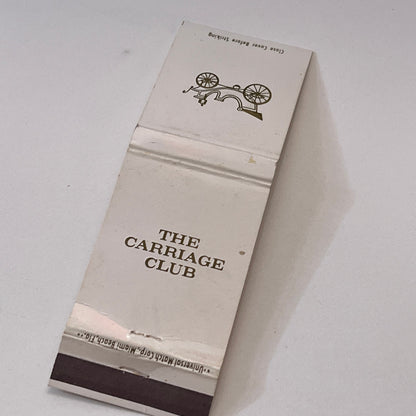 Close Cover Before Striking
THE
CARRIAGE
CLUB
**Universal Match Corp., Miami Beach, Fla.**